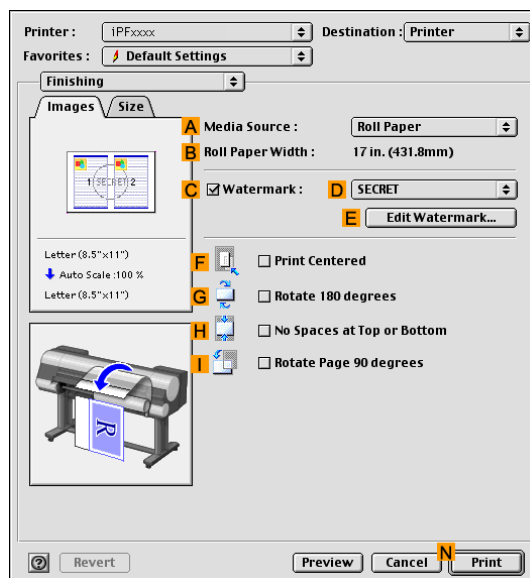 Printer : iPFxxxx Destination : Printer
Favorites : Default Settings
Finishing
Images Size
A Media Source : Roll Paper
B Roll Paper Width : 17 in. (431.8mm)
1 SECRET 2
C Watermark : D SECRET
E Edit Watermark...
Letter (8.5"x11")
Auto Scale :100 %
Letter (8.5"x11")
F Print Centered
G Rotate 180 degrees
H No Spaces at Top or Bottom
I Rotate Page 90 degrees
R
N
? Revert Preview Cancel Print